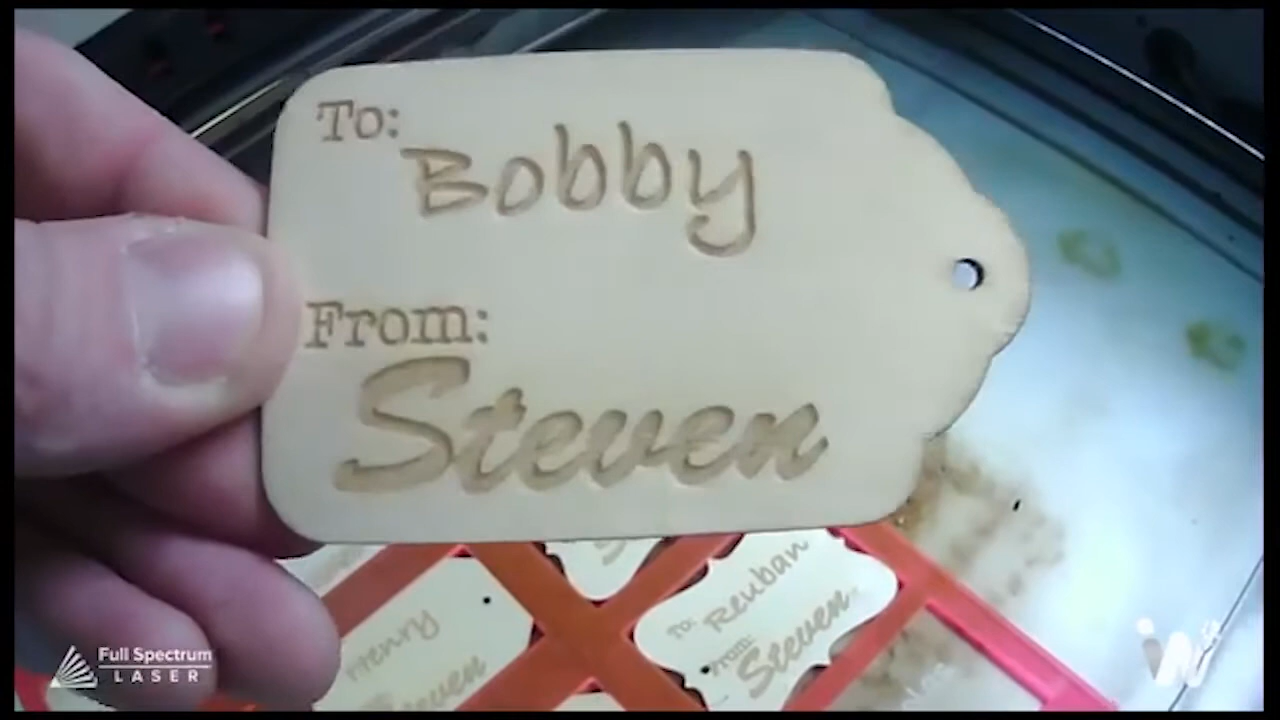 To:
Bobby
From:
Steven
Henry
Steven
To: Reuban
From: Steven
Full Spectrum
LASER